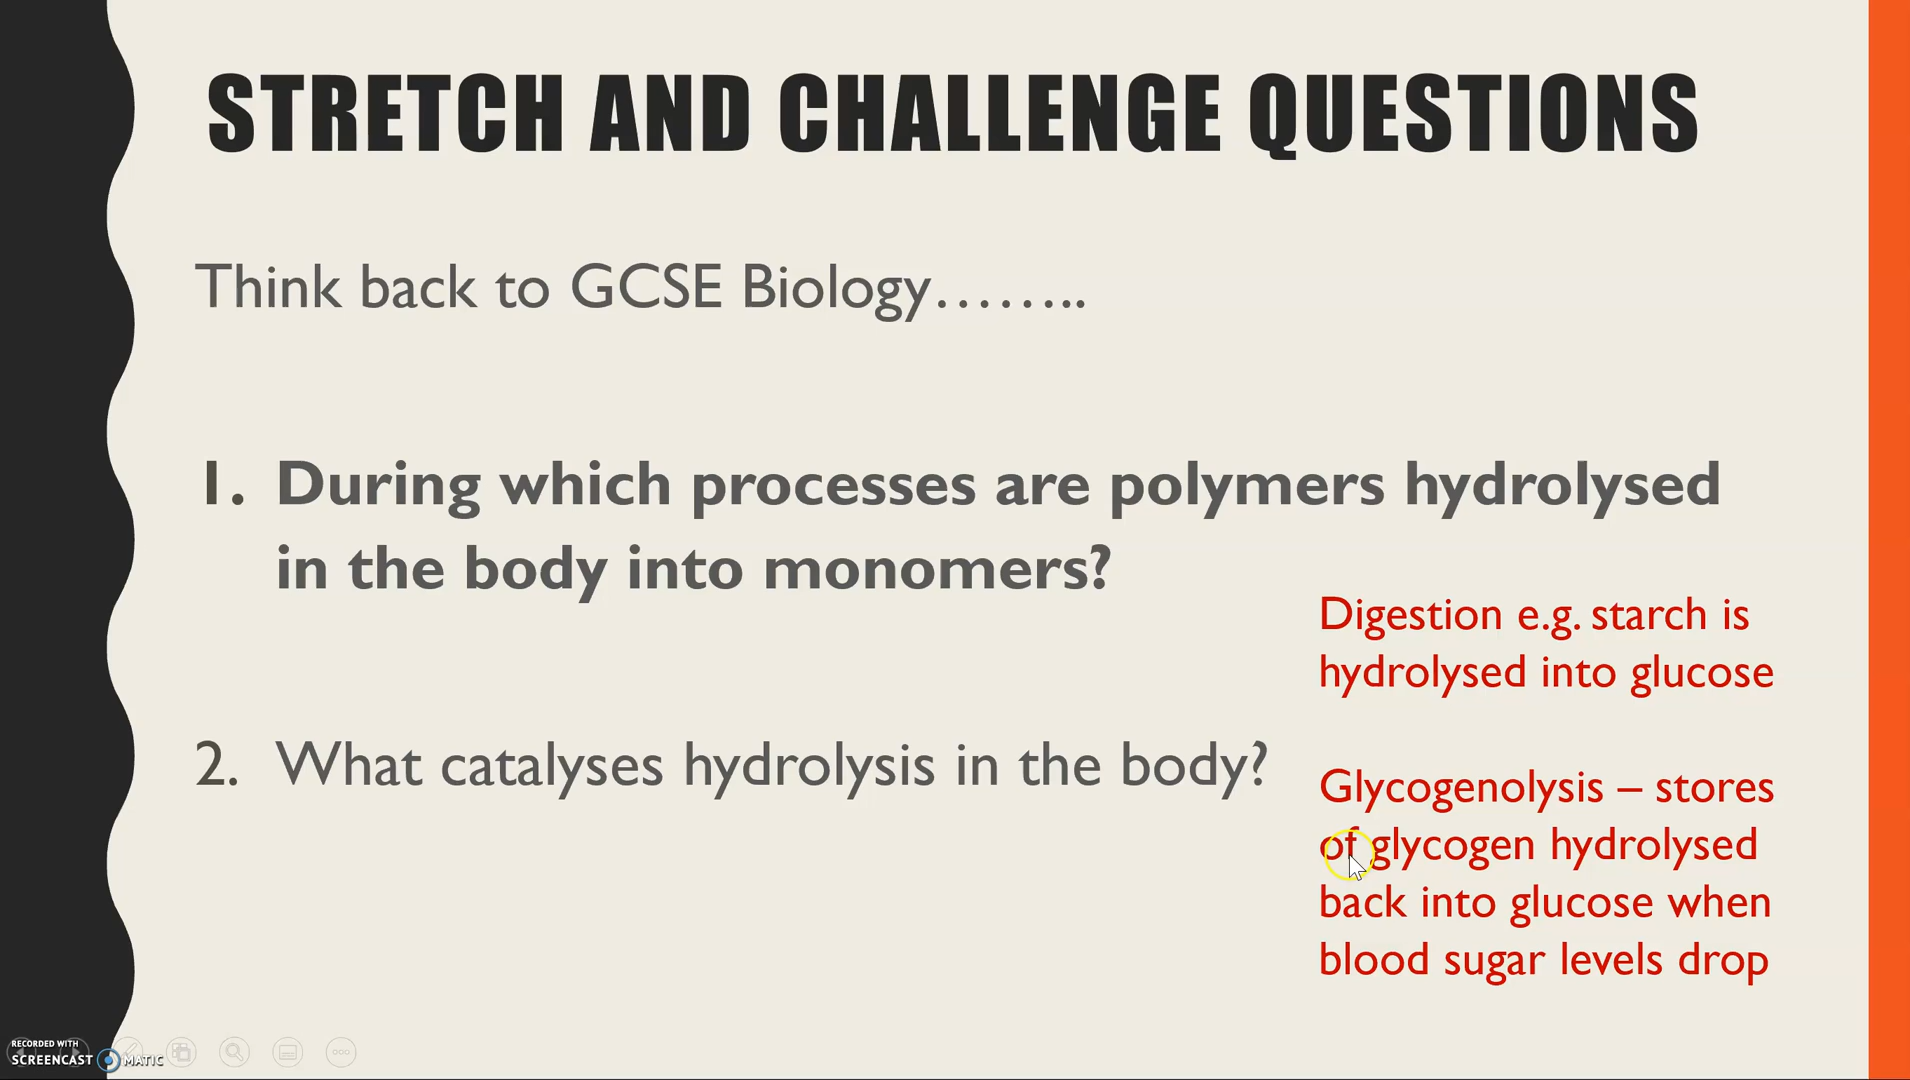 STRETCH AND CHALLENGE QUESTIONS
Think back to GCSE Biology……..
1. During which processes are polymers hydrolysed
in the body into monomers?
Digestion e.g. starch is
hydrolysed into glucose
2. What catalyses hydrolysis in the body?
Glycogenolysis – stores
of glycogen hydrolysed
back into glucose when
blood sugar levels drop
RECORDED WITH
SCREENCAST MATIC